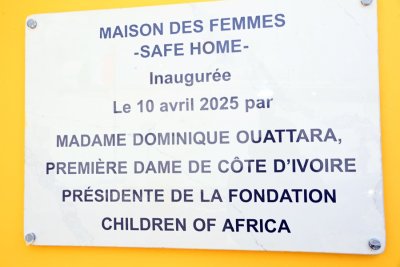 MAISON DES FEMMES
-SAFE HOME-
Inaugurée
Le 10 avril 2025 par
MADAME DOMINIQUE OUATTARA,
PREMIÈRE DAME DE CÔTE D'IVOIRE
PRÉSIDENTE DE LA FONDATION
CHILDREN OF AFRICA